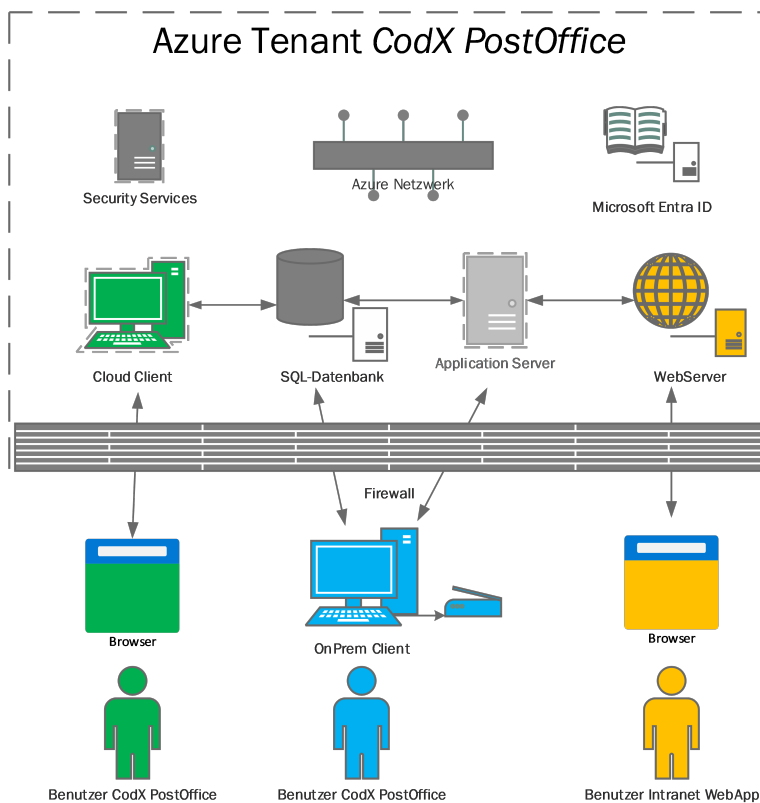 Azure Tenant CodX PostOffice
Security Services
Azure Netzwerk
Microsoft Entra ID
Cloud Client
SQL-Datenbank
Application Server
WebServer
Firewall
Browser
OnPrem Client
Browser
Benutzer CodX PostOffice
Benutzer CodX PostOffice
Benutzer Intranet WebApp